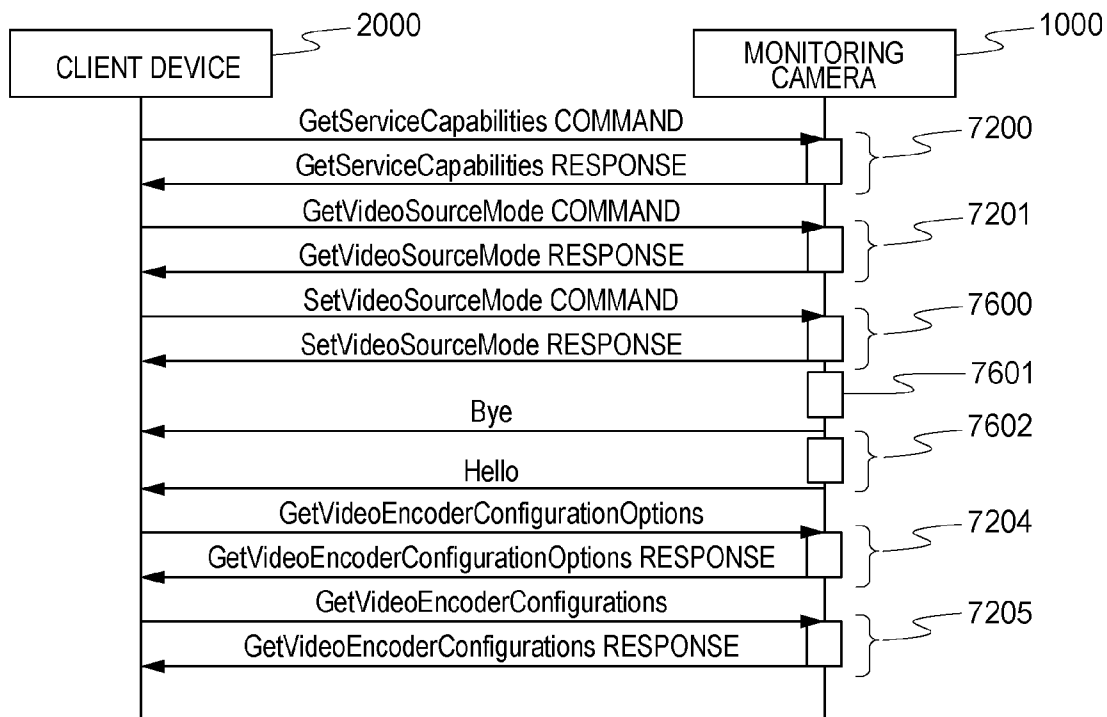 2000
1000
CLIENT DEVICE
MONITORING
CAMERA
GetServiceCapabilities COMMAND
7200
GetServiceCapabilities RESPONSE
GetVideoSourceMode COMMAND
7201
GetVideoSourceMode RESPONSE
SetVideoSourceMode COMMAND
7600
SetVideoSourceMode RESPONSE
7601
Bye
7602
Hello
GetVideoEncoderConfigurationOptions
7204
GetVideoEncoderConfigurationOptions RESPONSE
GetVideoEncoderConfigurations
7205
GetVideoEncoderConfigurations RESPONSE